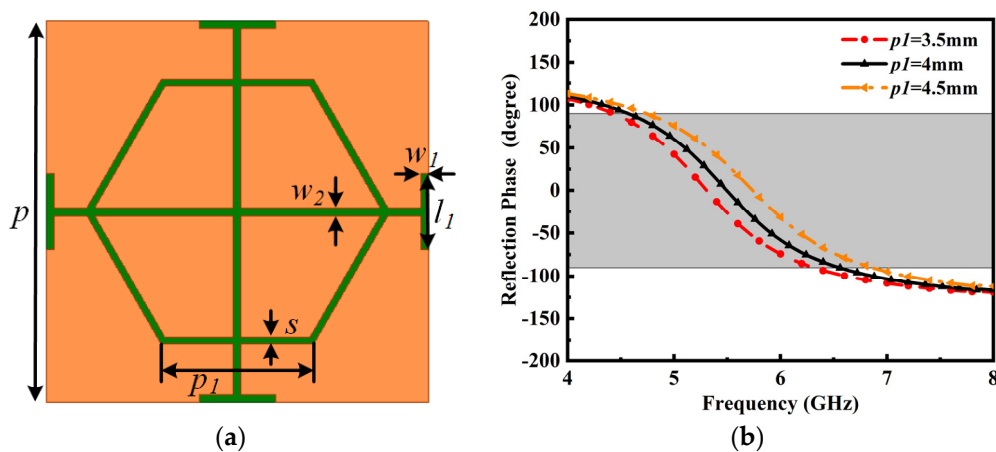 p
w1
w2
l1
s
p1
(a)
200
150
100
50
0
-50
-100
-150
-200
Reflection Phase (degree)
p1=3.5mm
p1=4mm
p1=4.5mm
4
5
6
7
8
Frequency (GHz)
(b)